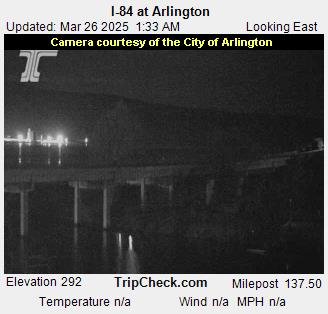 I-84 at Arlington
Updated: Mar 26 2025 1:33 AM Looking East
Camera courtesy of the City of Arlington
Elevation 292 TripCheck.com Milepost 137.50
Temperature n/a Wind n/a MPH n/a